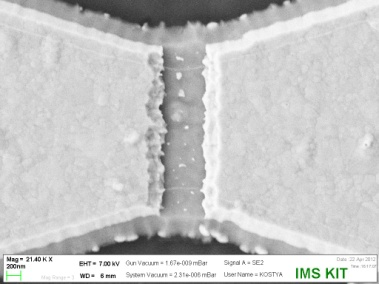 Mag = 21.40 K X
200nm
EHT = 7.00 kV
WD = 6 mm
Gun Vacuum = 1.67e-009 mBar
System Vacuum = 2.51e-006 mBar
Signal A = SE2
User Name = KOSTYA
Date :22 Apr 2012
IMS KIT